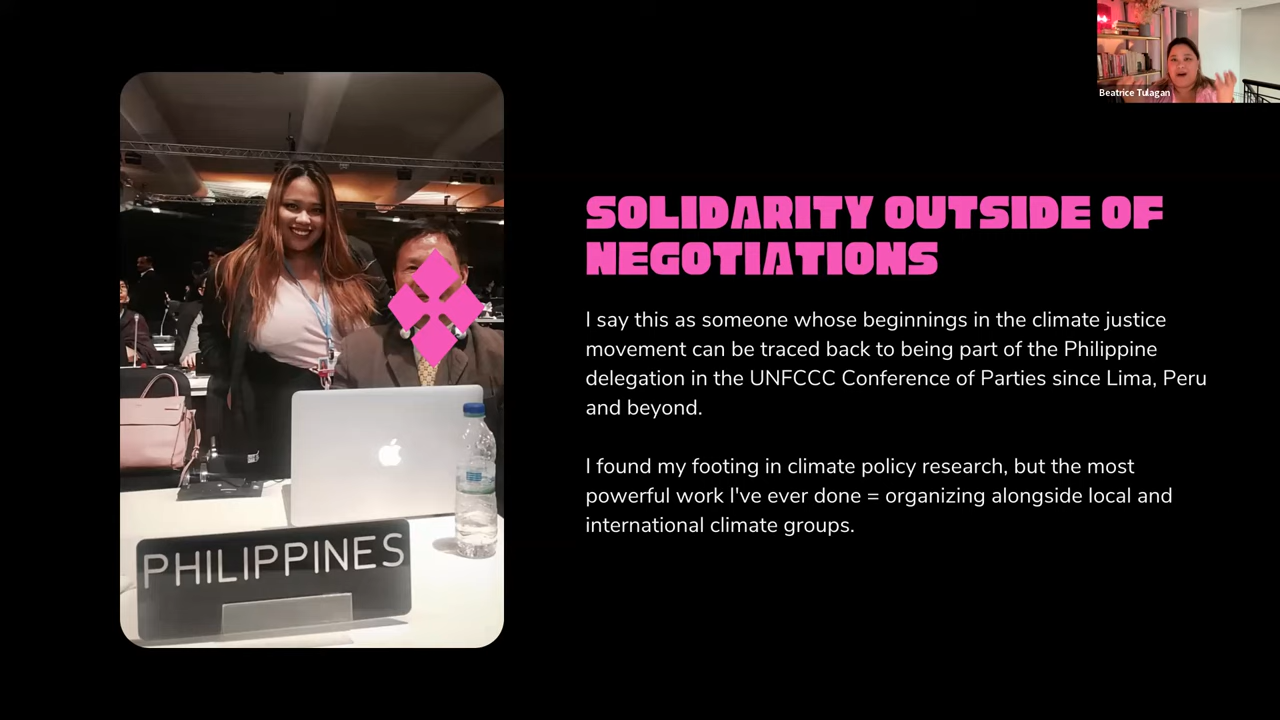 Beatrice Tulagan
SOLIDARITY OUTSIDE OF
NEGOTIATIONS
I say this as someone whose beginnings in the climate justice
movement can be traced back to being part of the Philippine
delegation in the UNFCCC Conference of Parties since Lima, Peru
and beyond.
I found my footing in climate policy research, but the most
powerful work I've ever done = organizing alongside local and
international climate groups.
PHILIPPINES